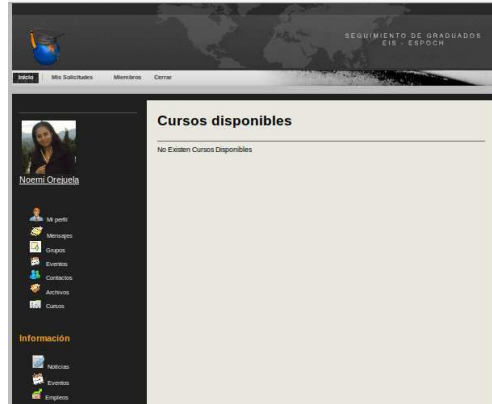 SEGUIMIENTO DE GRADUADOS
EIS - ESPOCH
Inicio Mis Solicitudes Miembros Cerrar
Cursos disponibles
No Existen Cursos Disponibles
Noemi Orejuela
Mi perfil
Mensajes
Grupos
Eventos
Contactos
Archivos
Cursos
Información
Noticias
Eventos
Empleos